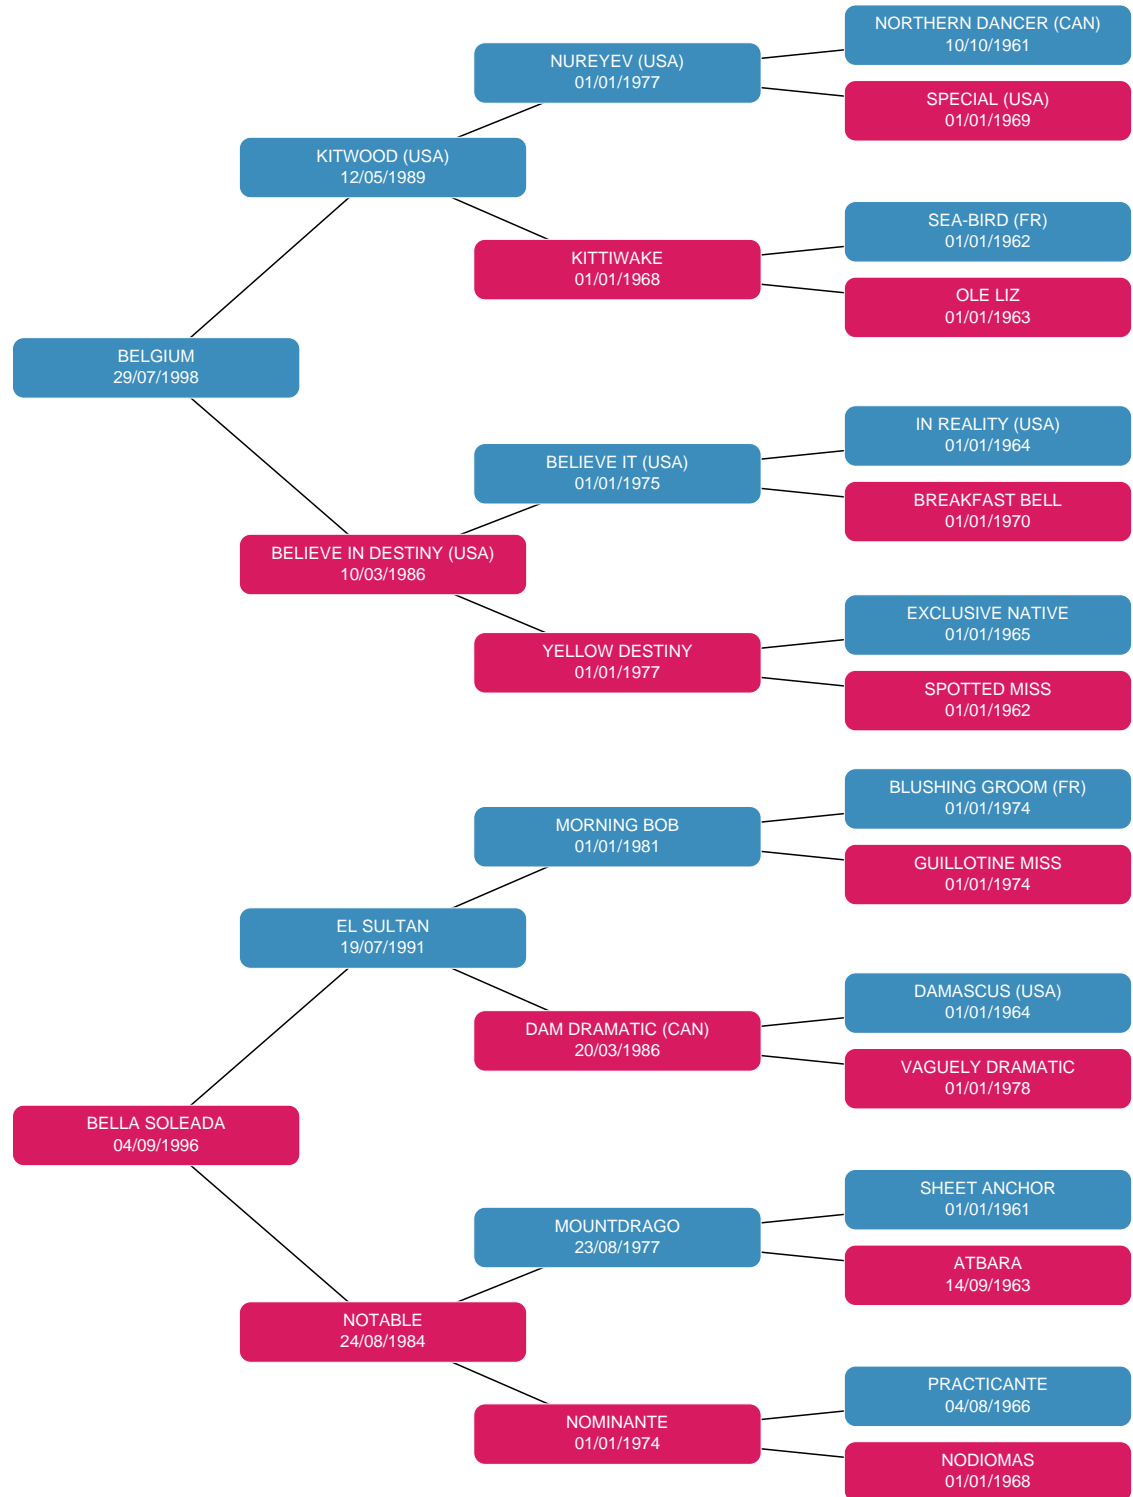 NORTHERN DANCER (CAN)
10/10/1961
NUREYEV (USA)
01/01/1977
SPECIAL (USA)
01/01/1969
KITWOOD (USA)
12/05/1989
SEA-BIRD (FR)
01/01/1962
KITTIWAKE
01/01/1968
OLE LIZ
01/01/1963
BELGIUM
29/07/1998
IN REALITY (USA)
01/01/1964
BELIEVE IT (USA)
01/01/1975
BREAKFAST BELL
01/01/1970
BELIEVE IN DESTINY (USA)
10/03/1986
EXCLUSIVE NATIVE
01/01/1965
YELLOW DESTINY
01/01/1977
SPOTTED MISS
01/01/1962
BLUSHING GROOM (FR)
01/01/1974
MORNING BOB
01/01/1981
GUILLOTINE MISS
01/01/1974
EL SULTAN
19/07/1991
DAMASCUS (USA)
01/01/1964
DAM DRAMATIC (CAN)
20/03/1986
VAGUELY DRAMATIC
01/01/1978
BELLA SOLEADA
04/09/1996
SHEET ANCHOR
01/01/1961
MOUNTDRAGO
23/08/1977
ATBARA
14/09/1963
NOTABLE
24/08/1984
PRACTICANTE
04/08/1966
NOMINANTE
01/01/1974
NODIOMAS
01/01/1968